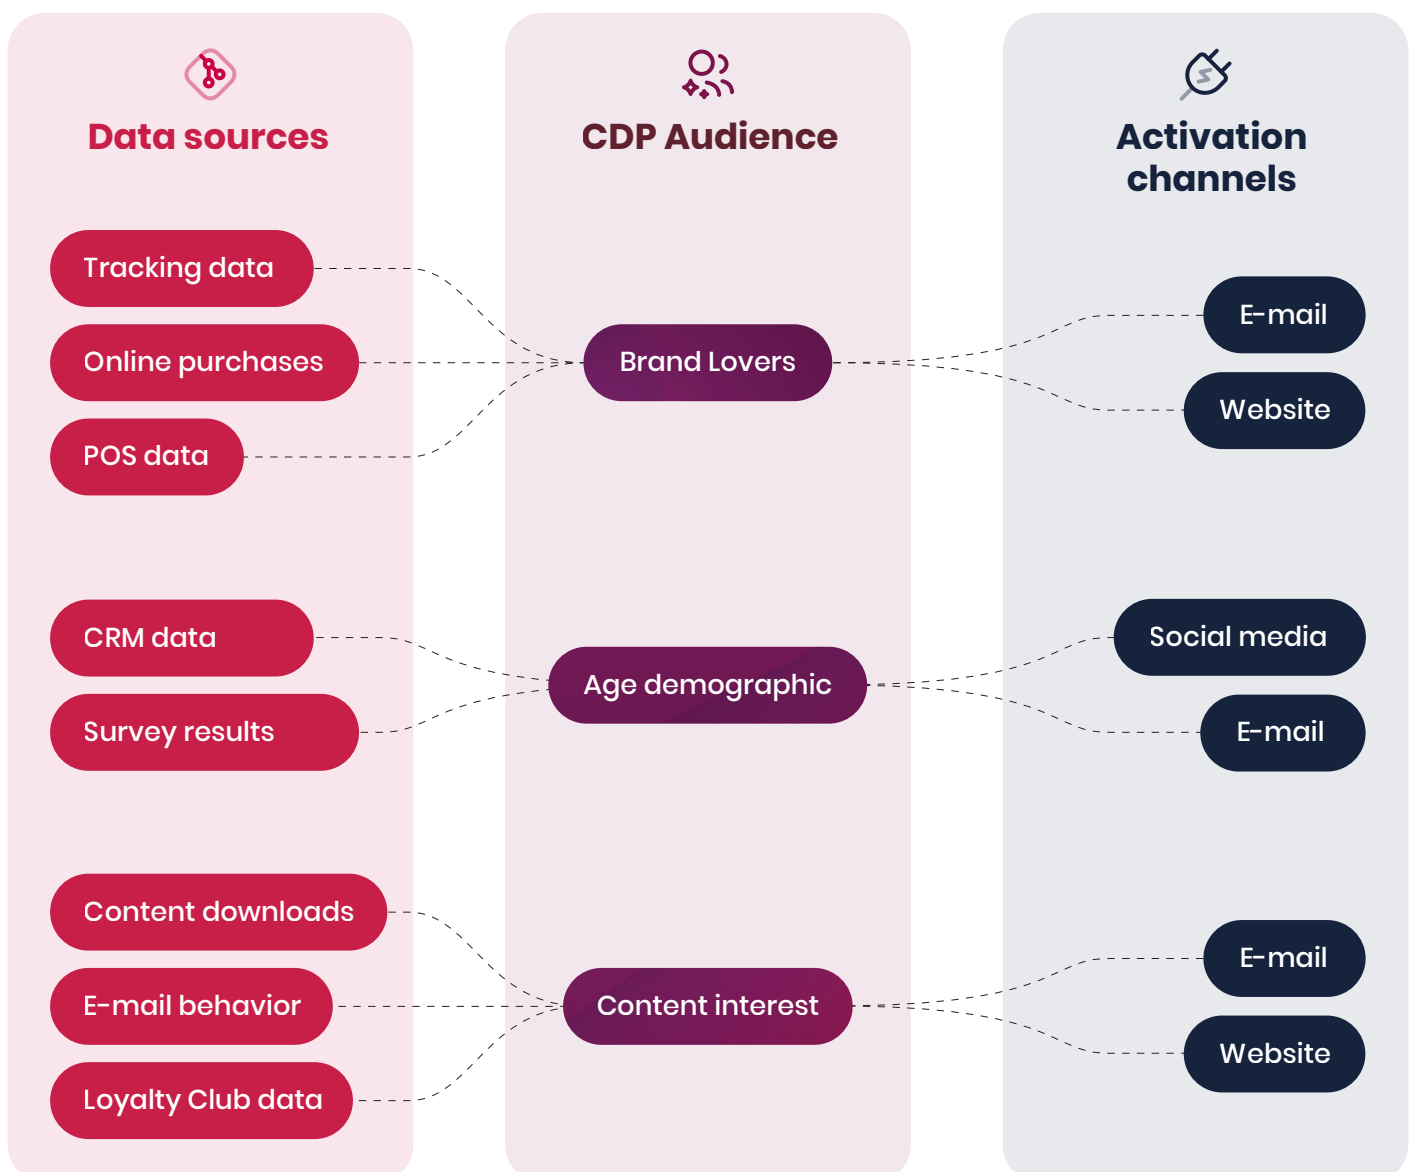 Data sources
Tracking data
Online purchases
POS data
CRM data
Survey results
Content downloads
E-mail behavior
Loyalty Club data
CDP Audience
Brand Lovers
Age demographic
Content interest
Activation
channels
E-mail
Website
Social media
E-mail
E-mail
Website